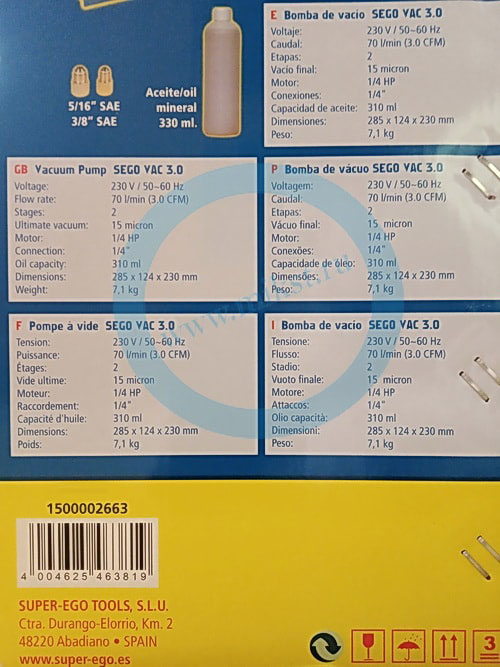 5/16" SAE
3/8" SAE
Aceite/oil
mineral
330 ml.
E Bomba de vacio SEGO VAC 3.0
Voltaje: 230 V / 50~60 Hz
Caudal: 70 l/min (3.0 CFM)
Etapas: 2
Vacio final: 15 micron
Motor: 1/4 HP
Conexiones: 1/4"
Capacidad de aceite: 310 ml
Dimensiones: 285 x 124 x 230 mm
Peso: 7,1 kg
GB Vacuum Pump SEGO VAC 3.0
Voltage: 230 V / 50~60 Hz
Flow rate: 70 l/min (3.0 CFM)
Stages: 2
Ultimate vacuum: 15 micron
Motor: 1/4 HP
Connection: 1/4"
Oil capacity: 310 ml
Dimensions: 285 x 124 x 230 mm
Weight: 7,1 kg
P Bomba de vácuo SEGO VAC 3.0
Voltagem: 230 V / 50~60 Hz
Caudal: 70 l/min (3.0 CFM)
Etapas: 2
Vácuo final: 15 micron
Motor: 1/4 HP
Conexões: 1/4"
Capacidade de óleo: 310 ml
Dimensões: 285 x 124 x 230 mm
Peso: 7,1 kg
F Pompe à vide SEGO VAC 3.0
Tension: 230 V / 50~60 Hz
Puissance: 70 l/min (3.0 CFM)
Étages: 2
Vide ultime: 15 micron
Moteur: 1/4 HP
Raccordement: 1/4"
Capacité d'huile: 310 ml
Dimensions: 285 x 124 x 230 mm
Poids: 7,1 kg
I Bomba de vacio SEGO VAC 3.0
Tensione: 230 V / 50~60 Hz
Flusso: 70 l/min (3.0 CFM)
Stadio: 2
Vuoto finale: 15 micron
Motore: 1/4 HP
Attaccos: 1/4"
Olio capacità: 310 ml
Dimensioni: 285 x 124 x 230 mm
Peso: 7,1 kg
1500002663
4 004625 463819
SUPER-EGO TOOLS, S.L.U.
Ctra. Durango-Elorrio, Km. 2
48220 Abadiano • SPAIN
www.super-ego.es
3